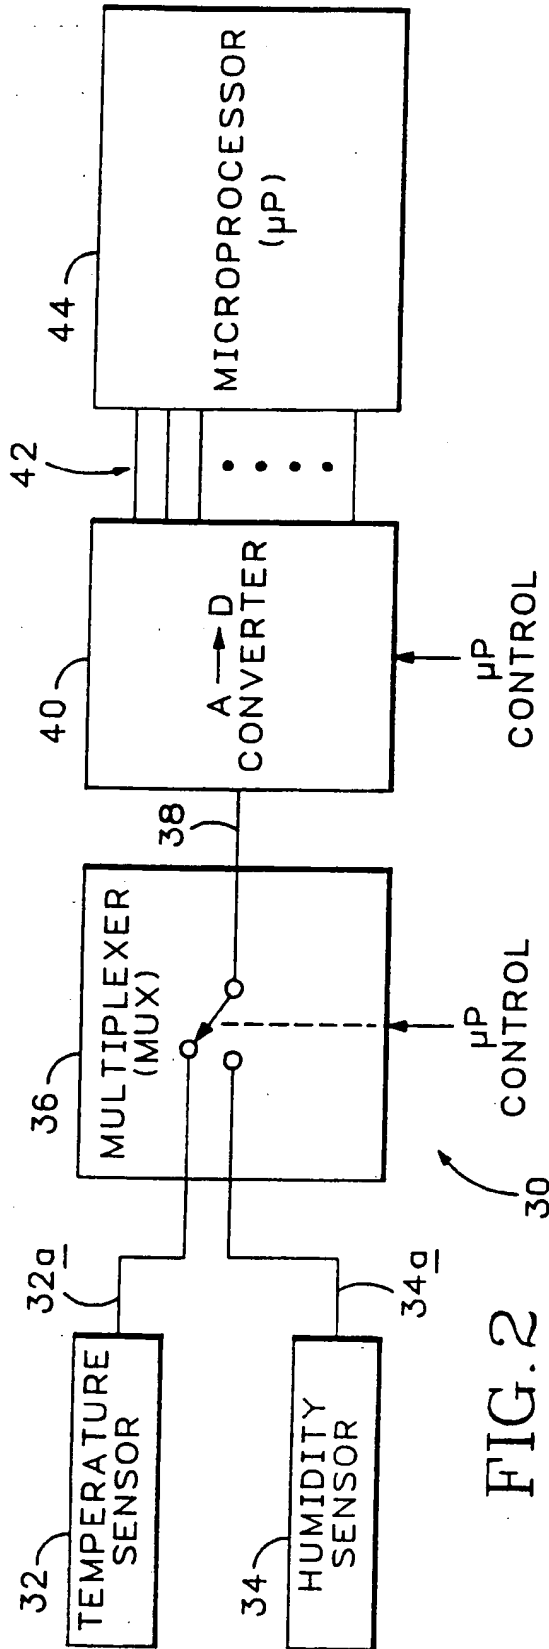 32
TEMPERATURE
SENSOR
32a
34
HUMIDITY
SENSOR
34a
36
MULTIPLEXER
(MUX)
µP
CONTROL
30
38
40
A → D
CONVERTER
µP
CONTROL
42
44
MICROPROCESSOR
(µP)
FIG. 2